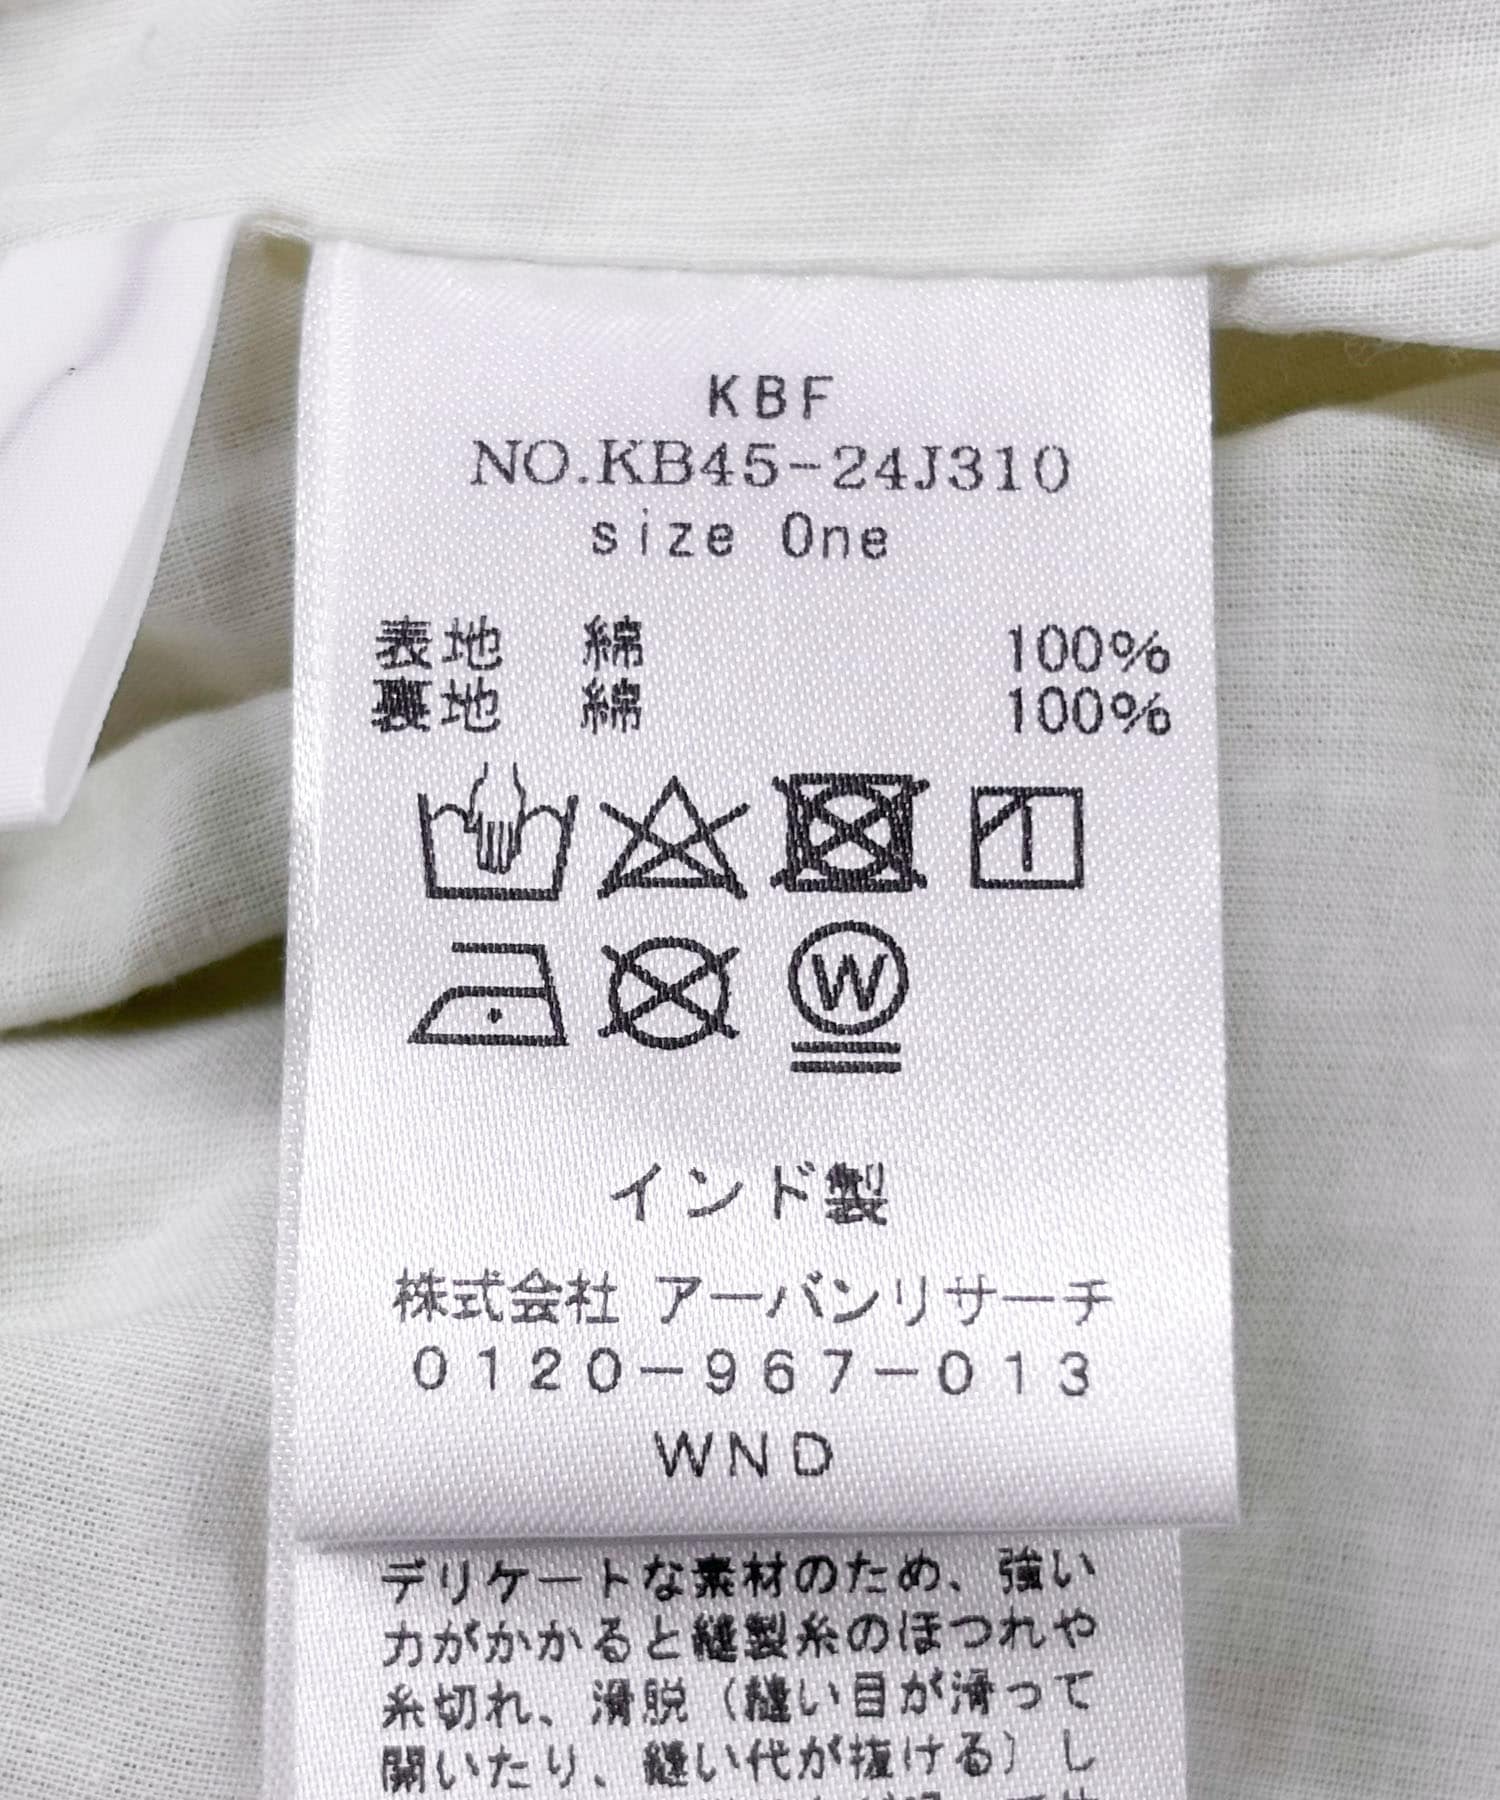 KBF
NO.KB45-24J310
size One
表地 綿 100%
裏地 綿 100%
W
インド製
株式会社 アーバンリサーチ
0120-967-013
WND
デリケートな素材のため、強い
力がかかると縫製糸のほつれや
糸切れ、滑脱（縫い目が滑って
開いたり、縫い代が抜ける）し